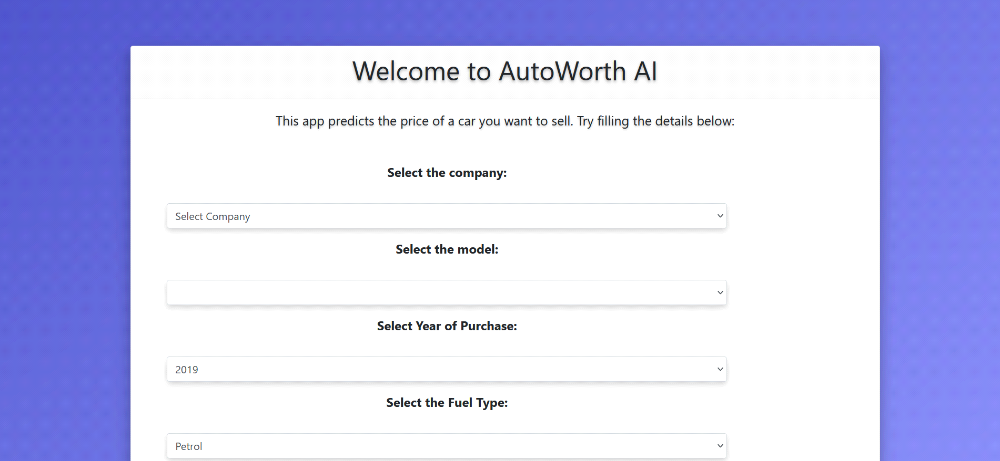 Welcome to AutoWorth AI
This app predicts the price of a car you want to sell. Try filling the details below:
Select the company:
Select Company
Select the model:
Select Year of Purchase:
2019
Select the Fuel Type:
Petrol